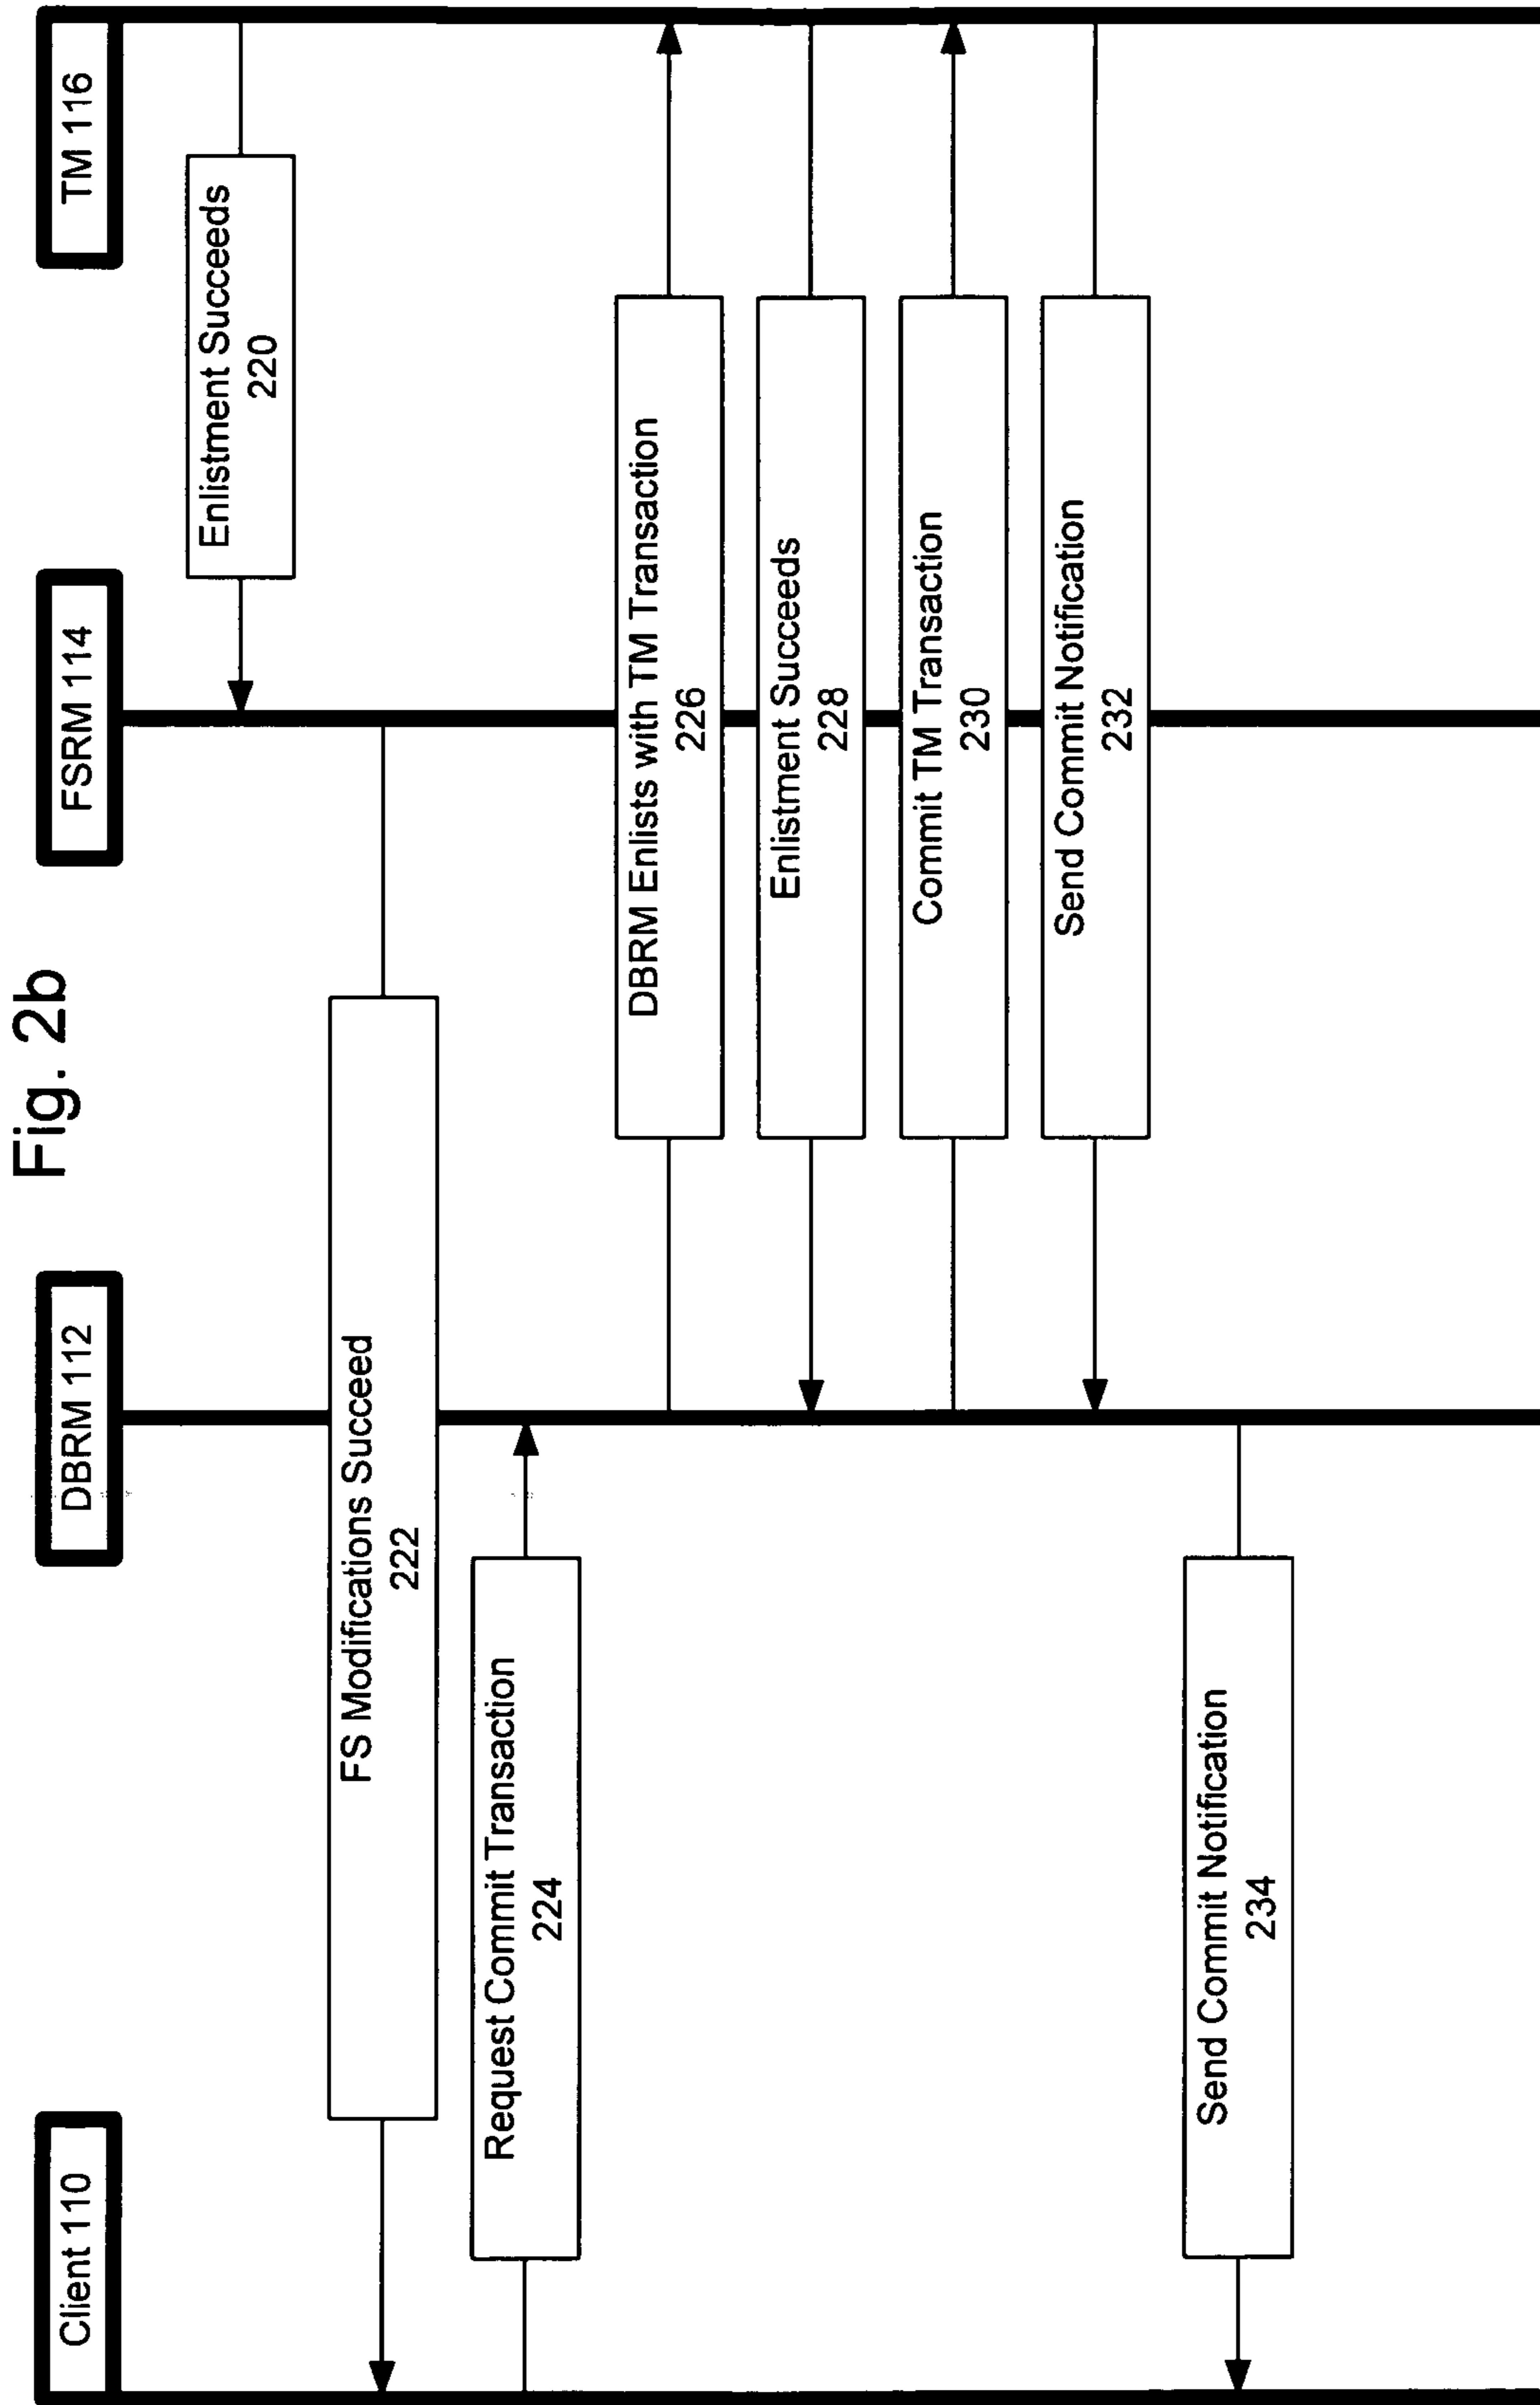 Fig. 2b
Client 110
DBRM 112
FSRM 114
TM 116
Enlistment Succeeds
220
FS Modifications Succeed
222
Request Commit Transaction
224
DBRM Enlists with TM Transaction
226
Enlistment Succeeds
228
Commit TM Transaction
230
Send Commit Notification
232
Send Commit Notification
234